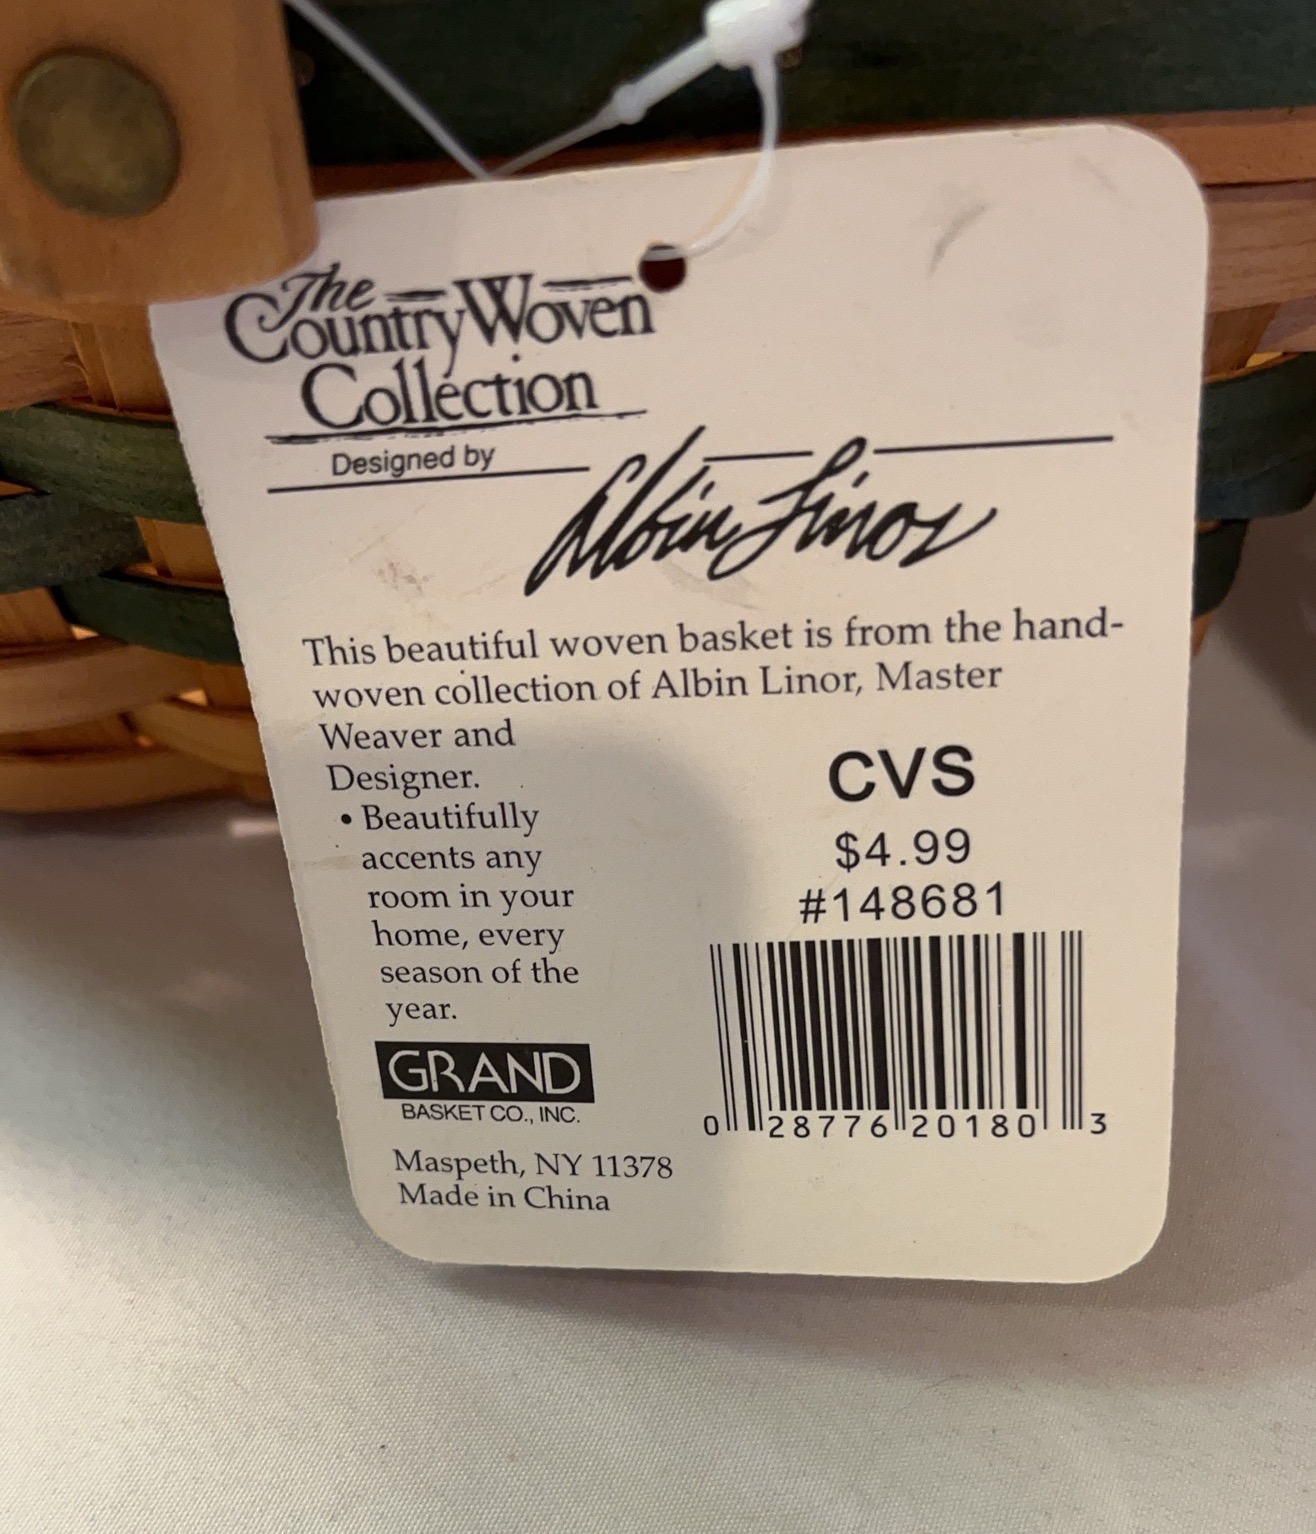 The
Country Woven
Collection
Designed by
Albin Linor
This beautiful woven basket is from the hand-
woven collection of Albin Linor, Master
Weaver and
Designer.
• Beautifully
accents any
room in your
home, every
season of the
year.
GRAND
BASKET CO., INC.
Maspeth, NY 11378
Made in China
CVS
$4.99
#148681
0 28776 20180 3